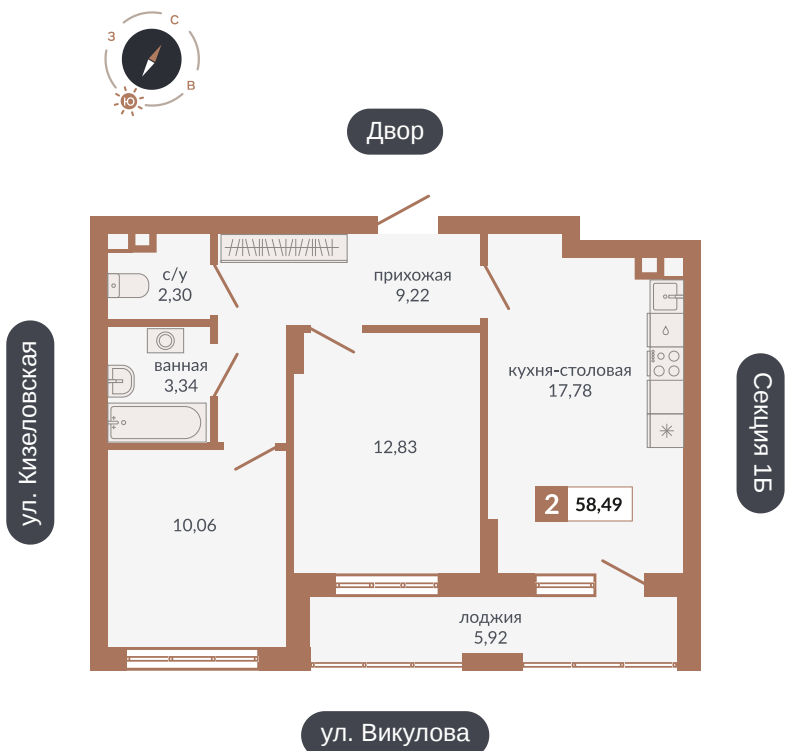 С
З
В
Ю
Двор
с/у
2,30
прихожая
9,22
ванная
3,34
кухня-столовая
17,78
12,83
2 58,49
10,06
лоджия
5,92
ул. Кизеловская
Секция 1Б
ул. Викулова